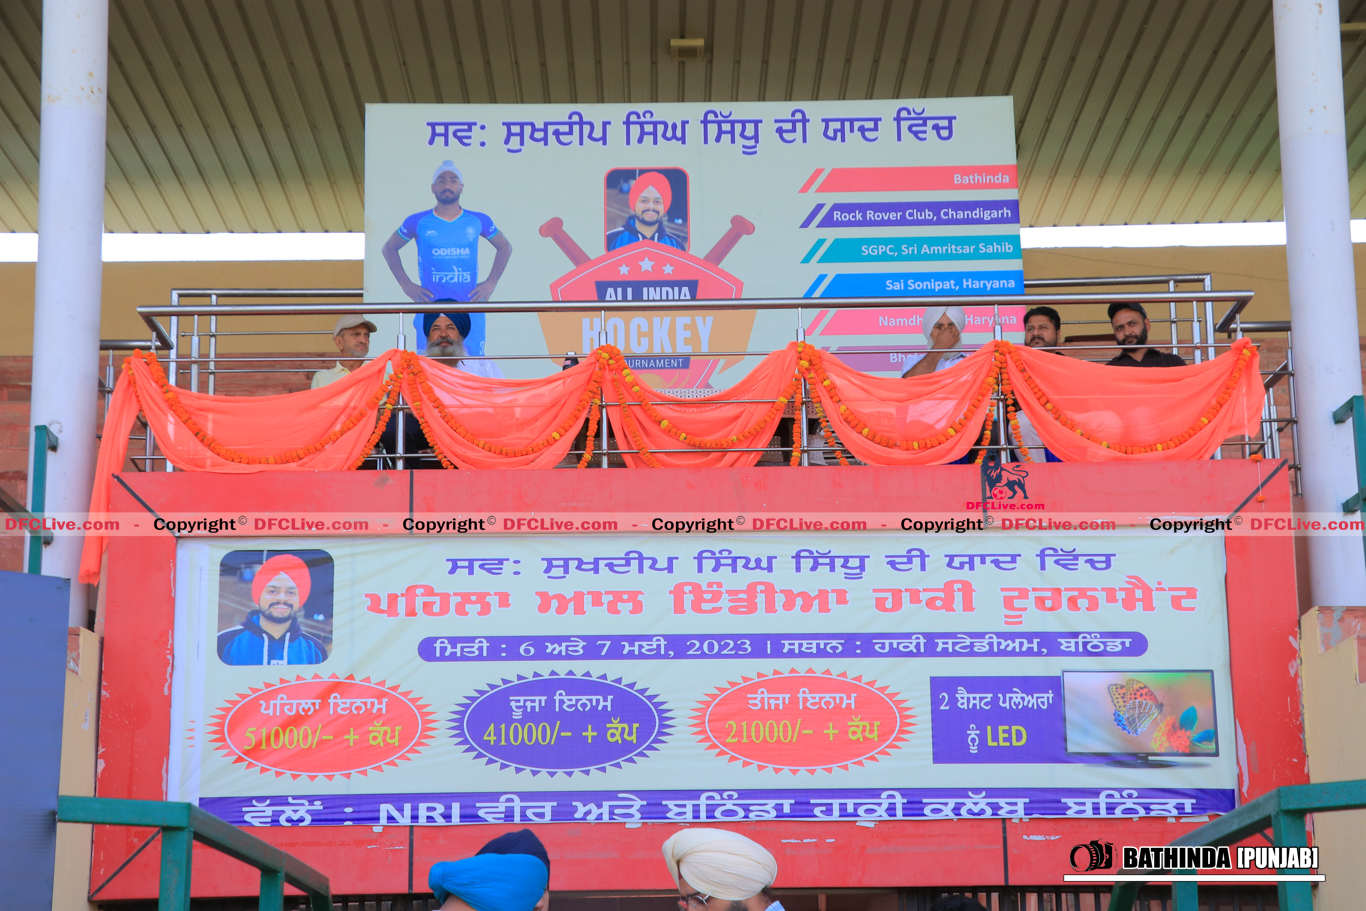 ਸਵ: ਸੁਖਦੀਪ ਸਿੰਘ ਸਿੱਧੂ ਦੀ ਯਾਦ ਵਿੱਚ
Bathinda
Rock Rover Club, Chandigarh
SGPC, Sri Amritsar Sahib
Sai Sonipat, Haryana
ODISHA
india
ALL INDIA
HOCKEY
DFCLive.com
DFCLive.com - Copyright© DFCLive.com - Copyright© DFCLive.com - Copyright© DFCLive.com - Copyright© DFCLive.com - Copyright© DFCLive.com
ਸਵ: ਸੁਖਦੀਪ ਸਿੰਘ ਸਿੱਧੂ ਦੀ ਯਾਦ ਵਿੱਚ
ਪਹਿਲਾ ਆਲ ਇੰਡੀਆ ਹਾਕੀ ਟੂਰਨਾਮੈਂਟ
ਮਿਤੀ : 6 ਅਤੇ 7 ਮਈ, 2023 । ਸਥਾਨ : ਹਾਕੀ ਸਟੇਡੀਅਮ, ਬਠਿੰਡਾ
ਪਹਿਲਾ ਇਨਾਮ
51000/- + ਕੱਪ
ਦੂਜਾ ਇਨਾਮ
41000/- + ਕੱਪ
ਤੀਜਾ ਇਨਾਮ
21000/- + ਕੱਪ
2 ਬੈਸਟ ਪਲੇਅਰਾਂ
ਨੂੰ LED
ਵੱਲੋਂ : NRI ਵੀਰ ਅਤੇ ਬਠਿੰਡਾ ਹਾਕੀ ਕਲੱਬ, ਬਠਿੰਡਾ
BATHINDA [PUNJAB]